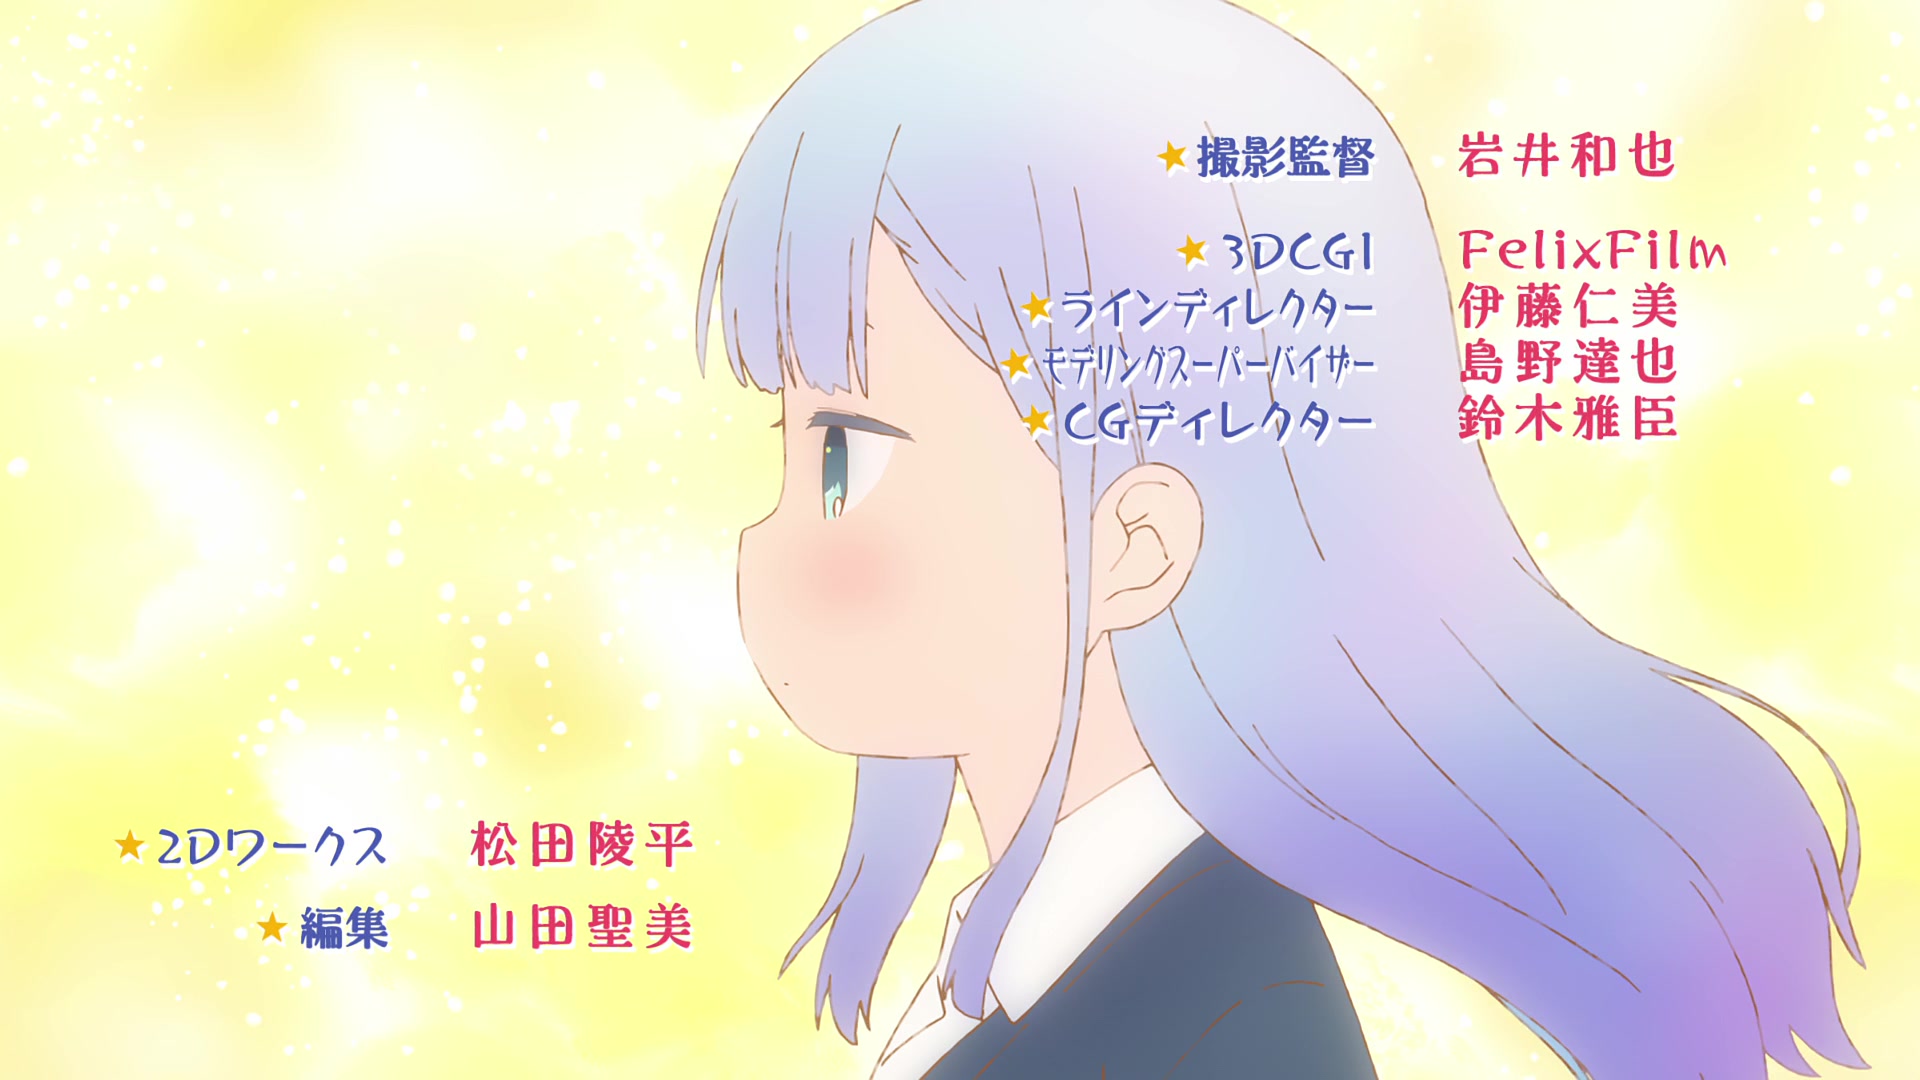 ★撮影監督 岩井和也
★3DCGI FelixFilm
★ラインディレクター 伊藤仁美
★モデリングスーパーバイザー 島野達也
★CGディレクター 鈴木雅臣
★2Dワークス 松田陵平
★編集 山田聖美